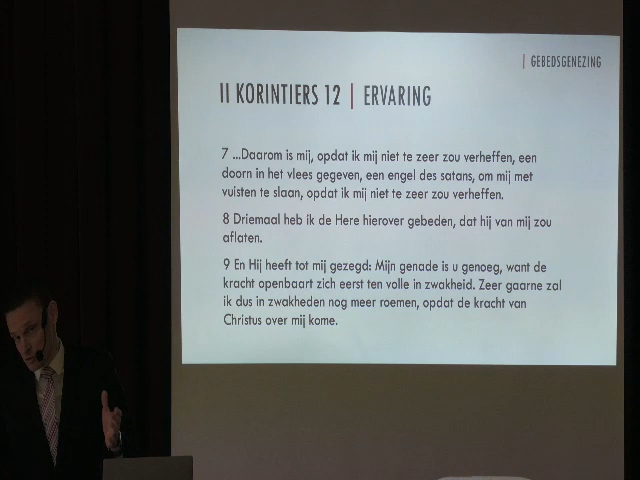 | GEBEDSGENEZING
II KORINTIERS 12 | ERVARING
7 ...Daarom is mij, opdat ik mij niet te zeer zou verheffen, een
doorn in het vlees gegeven, een engel des satans, om mij met
vuisten te slaan, opdat ik mij niet te zeer zou verheffen.
8 Driemaal heb ik de Here hierover gebeden, dat hij van mij zou
aflaten.
9 En Hij heeft tot mij gezegd: Mijn genade is u genoeg, want de
kracht openbaart zich eerst ten volle in zwakheid. Zeer gaarne zal
ik dus in zwakheden nog meer roemen, opdat de kracht van
Christus over mij kome.